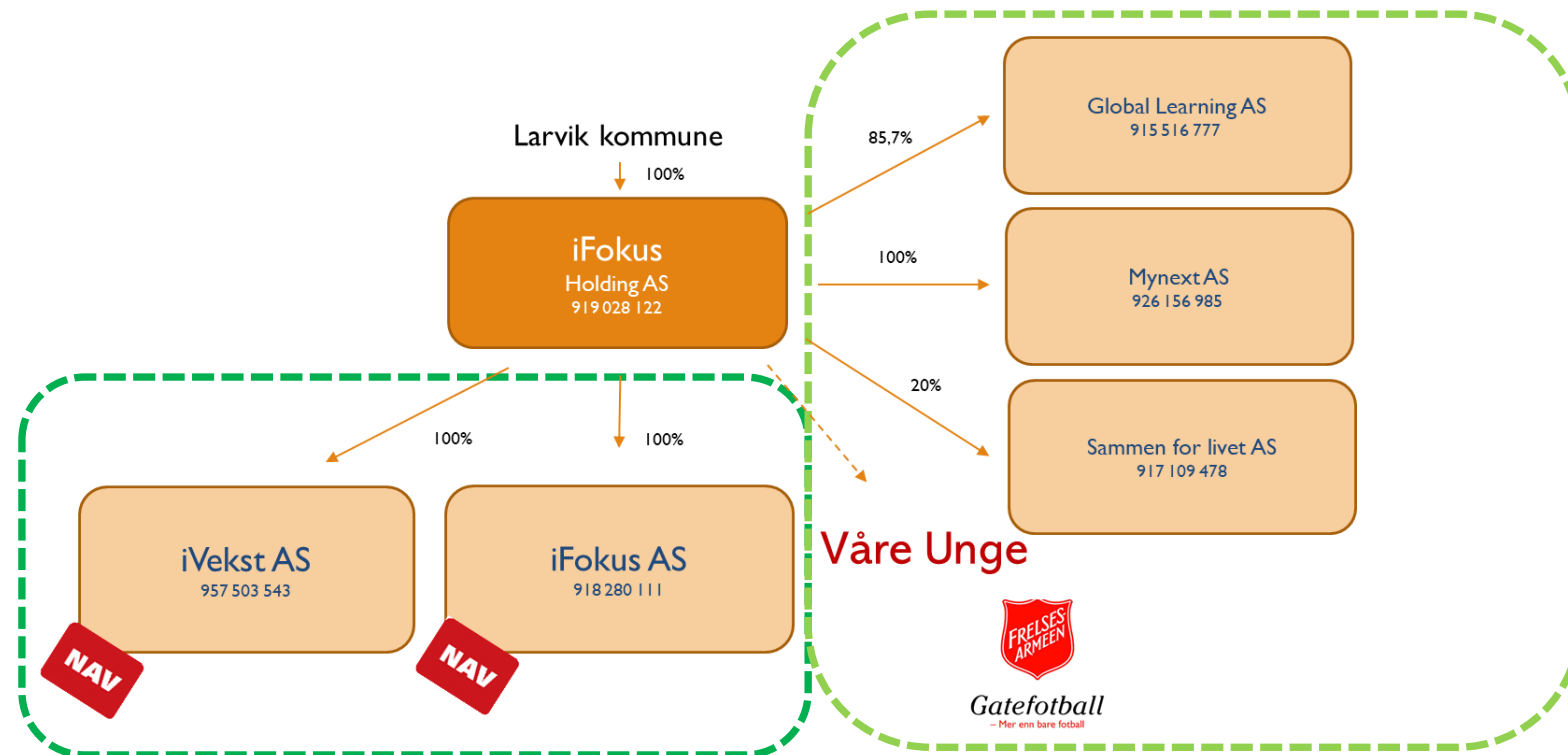 Larvik kommune
100%
iFokus
Holding AS
919 028 122
85,7%
Global Learning AS
915 516 777
100%
Mynext AS
926 156 985
20%
Sammen for livet AS
917 109 478
100%
100%
iVekst AS
957 503 543
NAV
iFokus AS
918 280 111
NAV
Våre Unge
FRELSES-
ARMEEN
Gatefotball
– Mer enn bare fotball